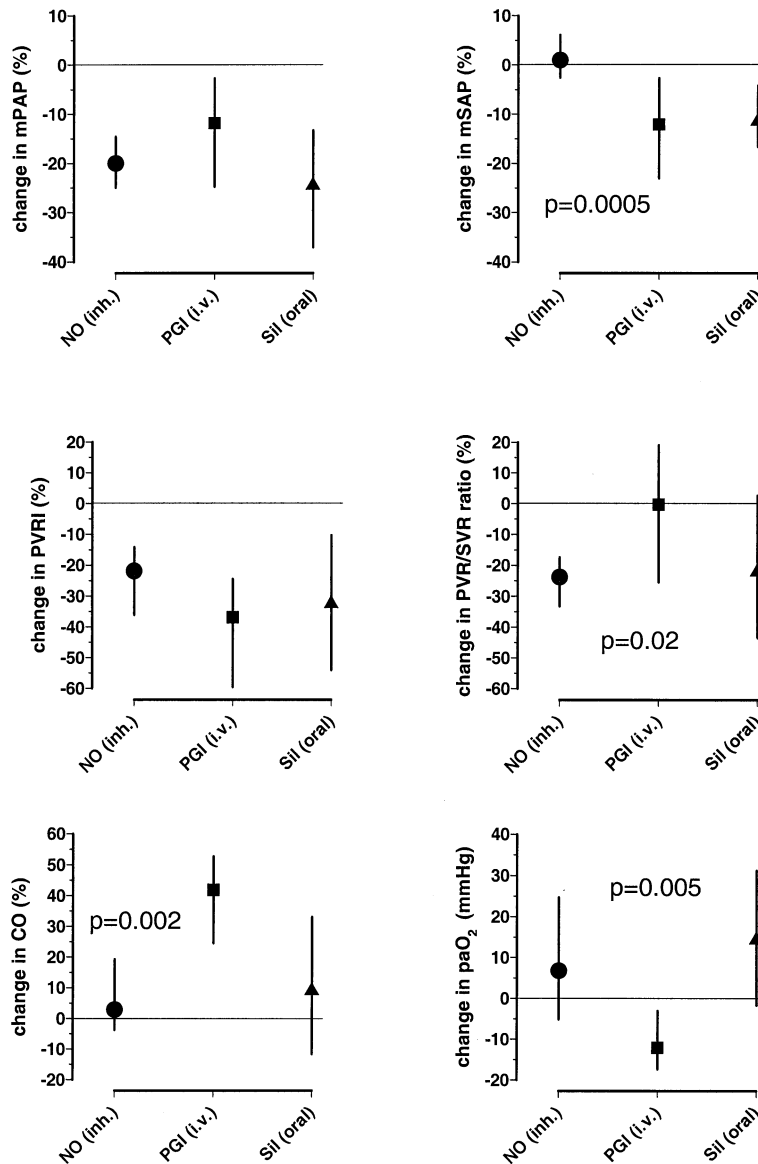 change in mPAP (%)
10
0
-10
-20
-30
-40
NO (inh.)
PGI (i.v.)
Sil (oral)
change in mSAP (%)
10
0
-10
-20
-30
-40
p=0.0005
NO (inh.)
PGI (i.v.)
Sil (oral)
change in PVRI (%)
20
10
0
-10
-20
-30
-40
-50
-60
NO (inh.)
PGI (i.v.)
Sil (oral)
change in PVR/SVR ratio (%)
20
10
0
-10
-20
-30
-40
-50
-60
p=0.02
NO (inh.)
PGI (i.v.)
Sil (oral)
change in CO (%)
60
50
40
30
20
10
0
-10
-20
p=0.002
NO (inh.)
PGI (i.v.)
Sil (oral)
change in paO₂ (mmHg)
40
30
20
10
0
-10
-20
p=0.005
NO (inh.)
PGI (i.v.)
Sil (oral)